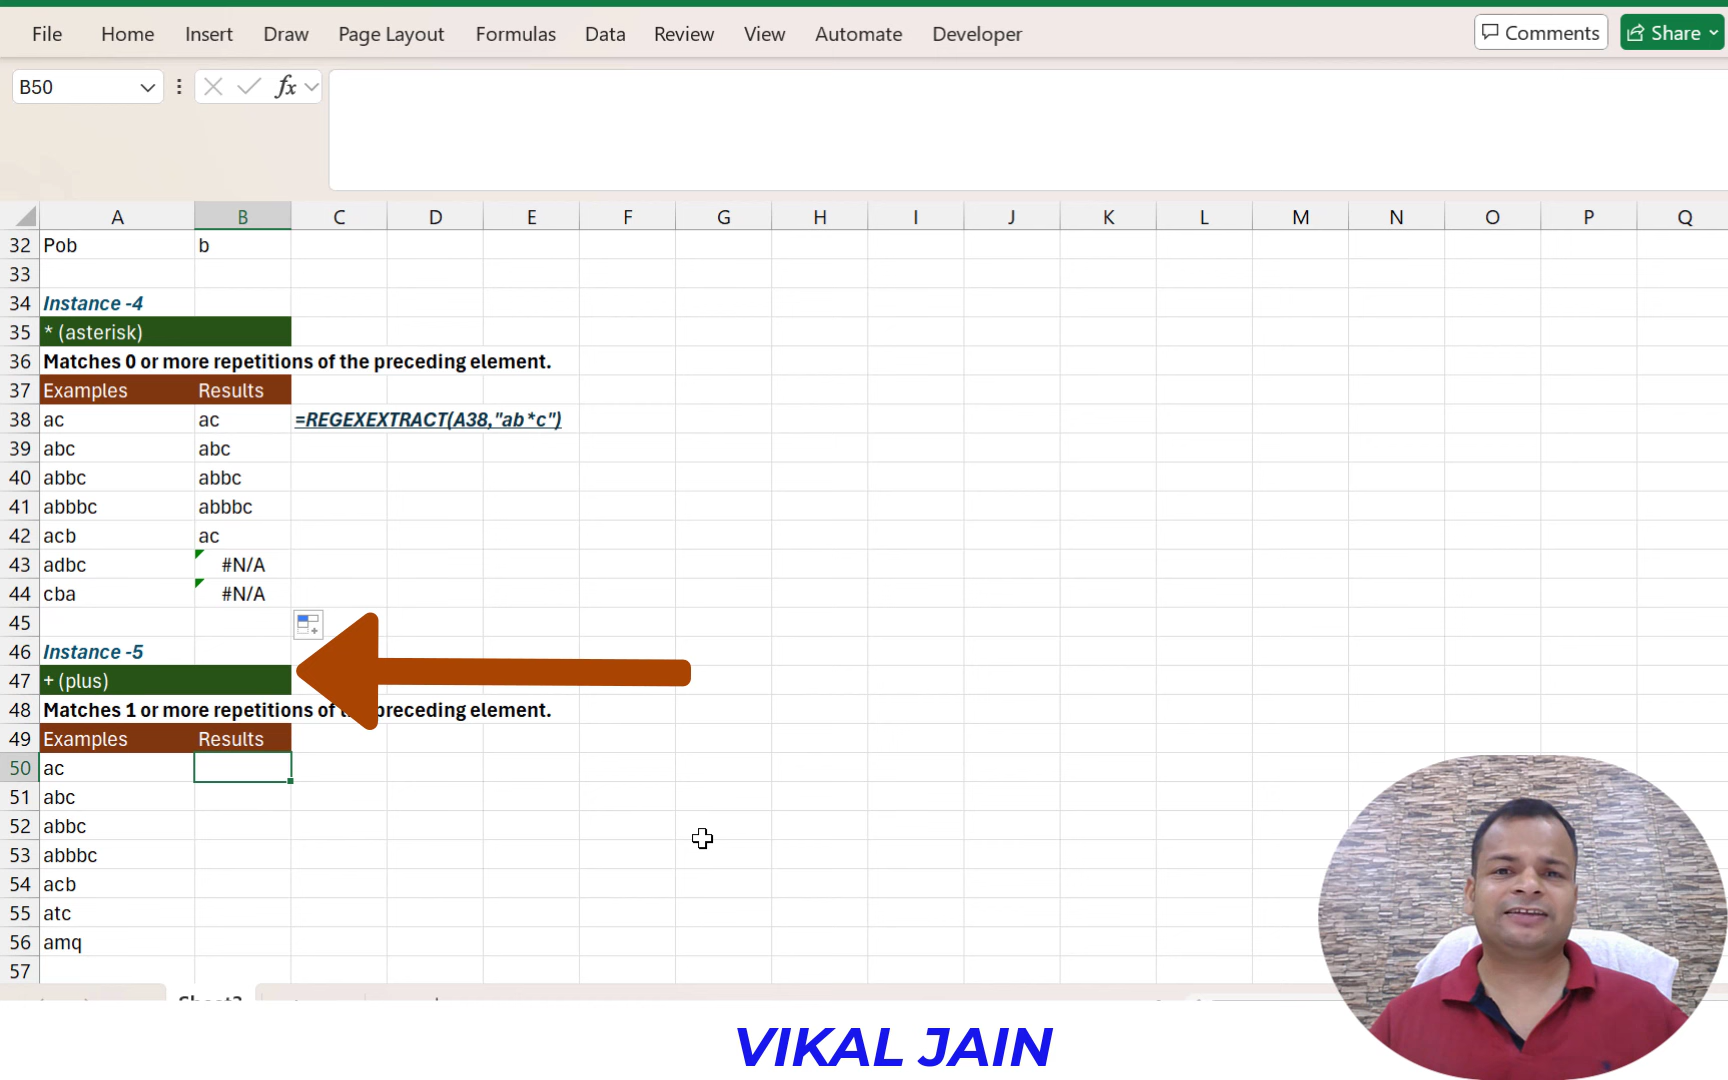 File Home Insert Draw Page Layout Formulas Data Review View Automate Developer Comments Share
B50 fx
A B C D E F G H I J K L M N O P Q
32 Pob b
33
34 Instance -4
35 * (asterisk)
36 Matches 0 or more repetitions of the preceding element.
37 Examples Results
38 ac ac =REGEXEXTRACT(A38,"ab*c")
39 abc abc
40 abbc abbc
41 abbbc abbbc
42 acb ac
43 adbc #N/A
44 cba #N/A
45
46 Instance -5
47 + (plus)
48 Matches 1 or more repetitions of preceding element.
49 Examples Results
50 ac
51 abc
52 abbc
53 abbbc
54 acb
55 atc
56 amq
57
VIKAL JAIN